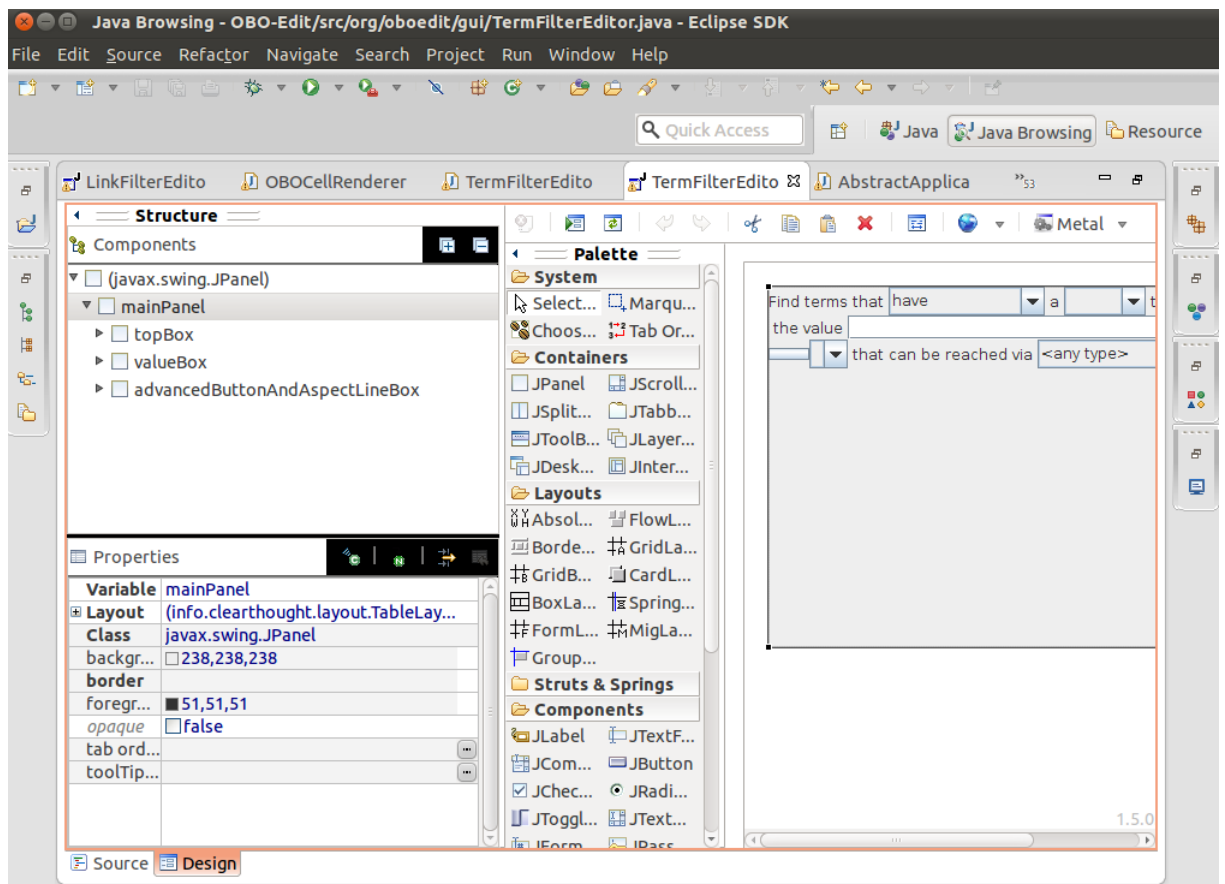 Java Browsing - OBO-Edit/src/org/oboedit/gui/TermFilterEditor.java - Eclipse SDK
File Edit Source Refactor Navigate Search Project Run Window Help
Quick Access Java Java Browsing Resource
LinkFilterEdito OBOCellRenderer TermFilterEdito TermFilterEdito AbstractApplica »53
Structure
Components
(javax.swing.JPanel)
mainPanel
topBox
valueBox
advancedButtonAndAspectLineBox
Properties
Variable mainPanel
Layout (info.clearthought.layout.TableLay...
Class javax.swing.JPanel
backgr... 238,238,238
border
foregr... 51,51,51
opaque false
tab ord...
toolTip...
Palette
System
Select... Marqu...
Choos... Tab Or...
Containers
JPanel JScroll...
JSplit... JTabb...
JToolB... JLayer...
JDesk... JInter...
Layouts
Absol... FlowL...
Borde... GridLa...
GridB... CardL...
BoxLa... Spring...
FormL... MigLa...
Group...
Struts & Springs
Components
JLabel JTextF...
JCom... JButton
JChec... JRadi...
JToggl... JText...
JForm... JPass...
Metal
Find terms that have a t
the value
that can be reached via <any type>
1.5.0
Source Design